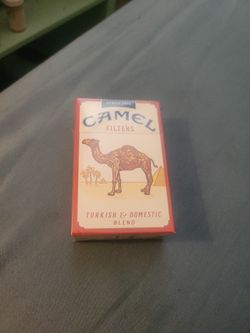 CAMEL
FILTERS
TURKISH & DOMESTIC
BLEND